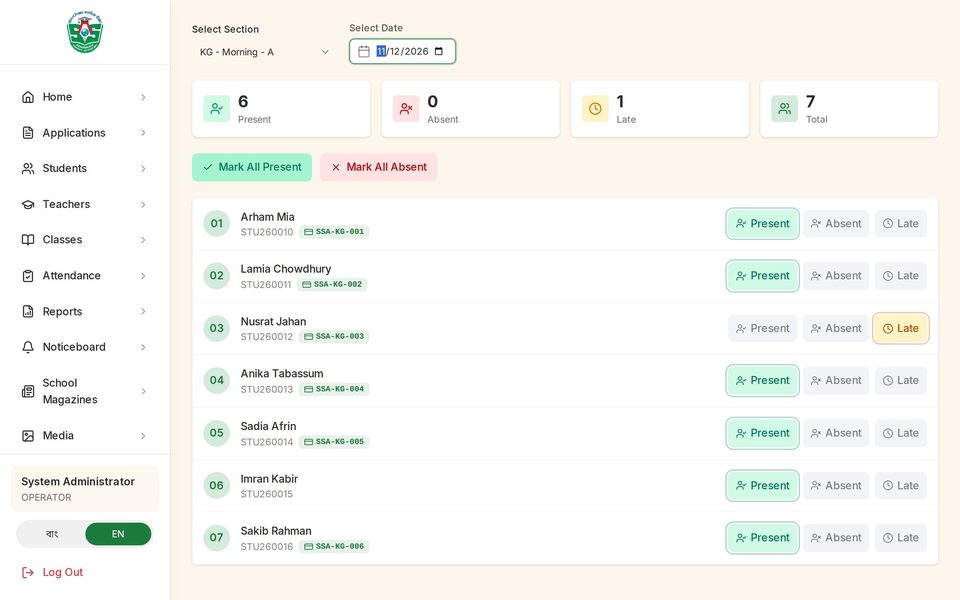 Home
Applications
Students
Teachers
Classes
Attendance
Reports
Noticeboard
School
Magazines
Media
System Administrator
OPERATOR
বাং
EN
Log Out
Select Section
Select Date
KG - Morning - A
11/12/2026
6
Present
0
Absent
1
Late
7
Total
Mark All Present
Mark All Absent
01
Arham Mia
STU260010
SSA-KG-001
Present
Absent
Late
02
Lamia Chowdhury
STU260011
SSA-KG-002
Present
Absent
Late
03
Nusrat Jahan
STU260012
SSA-KG-003
Present
Absent
Late
04
Anika Tabassum
STU260013
SSA-KG-004
Present
Absent
Late
05
Sadia Afrin
STU260014
SSA-KG-005
Present
Absent
Late
06
Imran Kabir
STU260015
Present
Absent
Late
07
Sakib Rahman
STU260016
SSA-KG-006
Present
Absent
Late